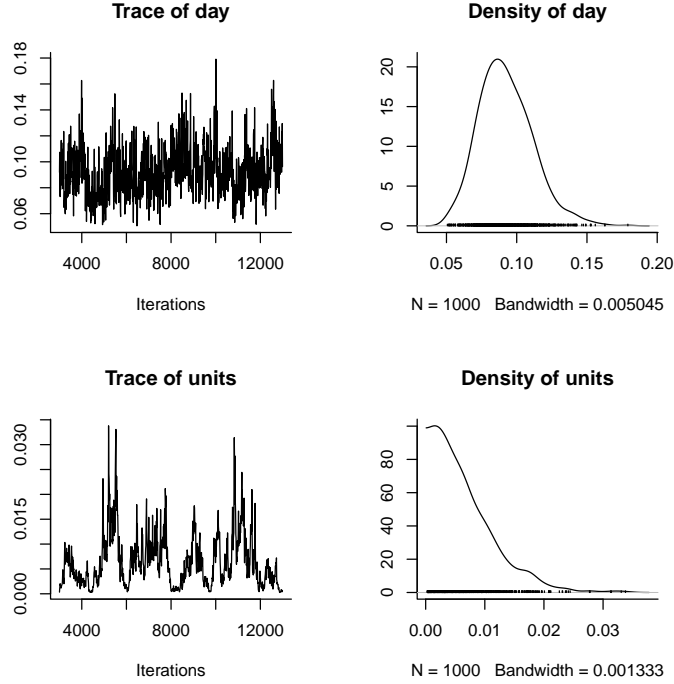 Trace of day
0.06 0.10 0.14 0.18
4000 8000 12000
Iterations
Density of day
0 5 10 15 20
0.05 0.10 0.15 0.20
N = 1000 Bandwidth = 0.005045
Trace of units
0.000 0.015 0.030
4000 8000 12000
Iterations
Density of units
0 20 40 60 80
0.00 0.01 0.02 0.03
N = 1000 Bandwidth = 0.001333